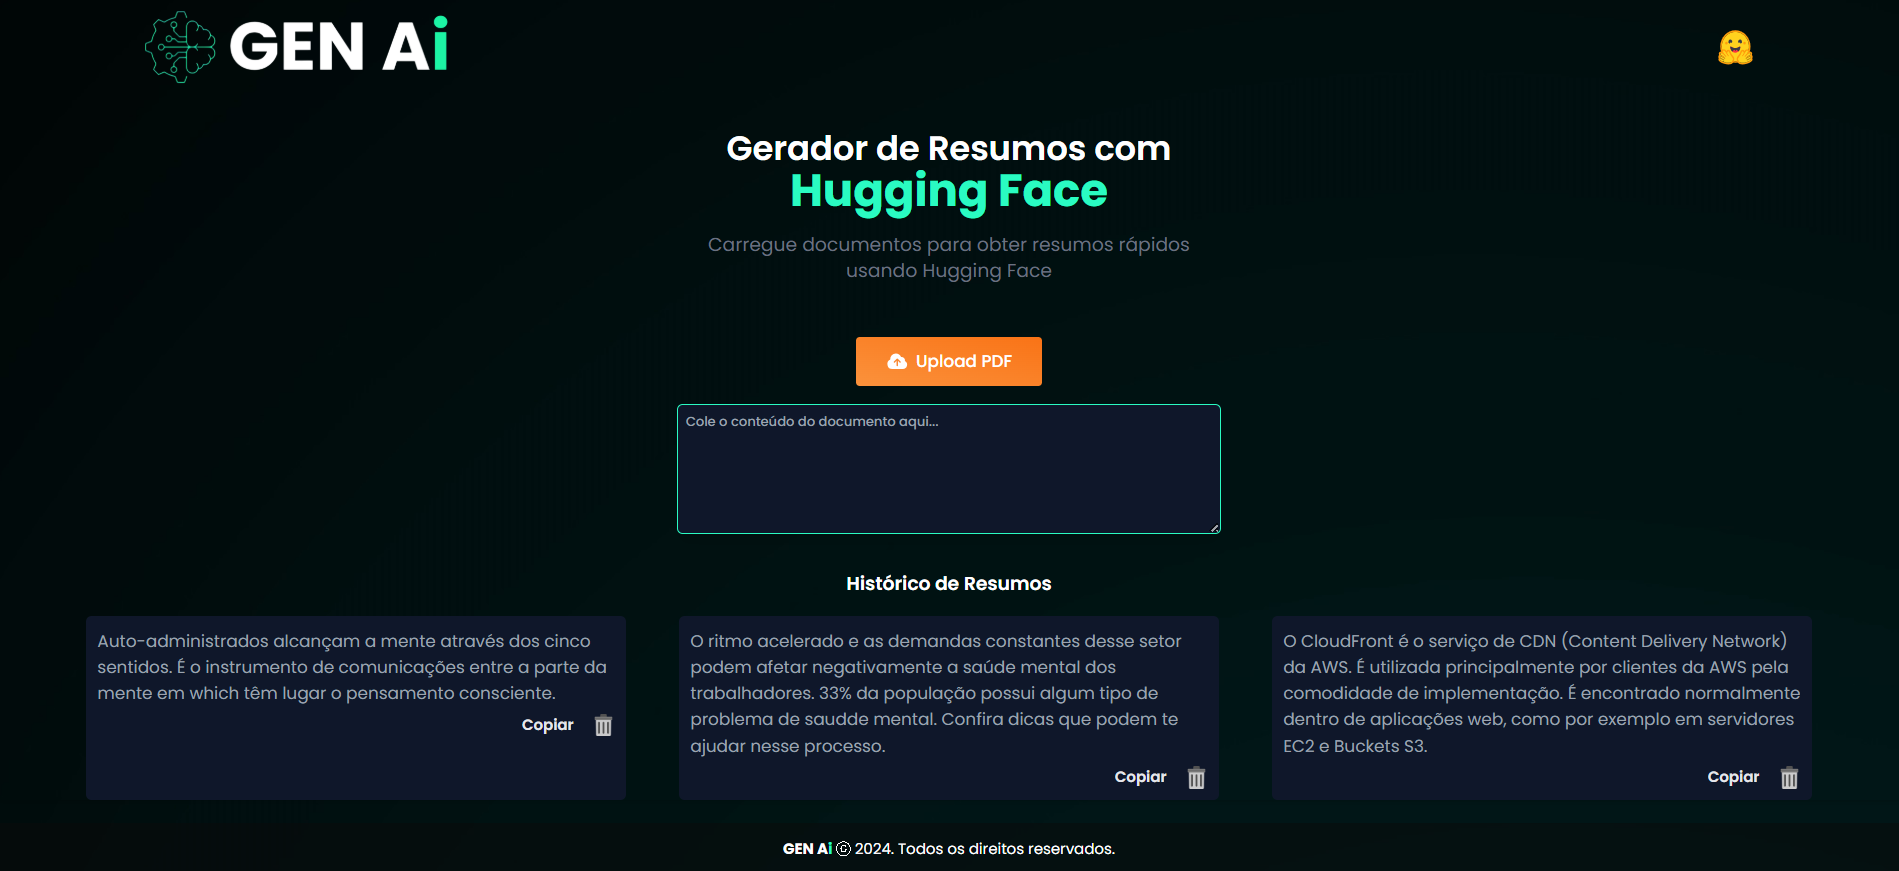 GEN Ai
Gerador de Resumos com
Hugging Face
Carregue documentos para obter resumos rápidos
usando Hugging Face
Upload PDF
Cole o conteúdo do documento aqui...
Histórico de Resumos
Auto-administrados alcançam a mente através dos cinco
sentidos. É o instrumento de comunicações entre a parte da
mente em which têm lugar o pensamento consciente.
Copiar
O ritmo acelerado e as demandas constantes desse setor
podem afetar negativamente a saúde mental dos
trabalhadores. 33% da população possui algum tipo de
problema de saudde mental. Confira dicas que podem te
ajudar nesse processo.
Copiar
O CloudFront é o serviço de CDN (Content Delivery Network)
da AWS. É utilizada principalmente por clientes da AWS pela
comodidade de implementação. É encontrado normalmente
dentro de aplicações web, como por exemplo em servidores
EC2 e Buckets S3.
Copiar
GEN Ai © 2024. Todos os direitos reservados.